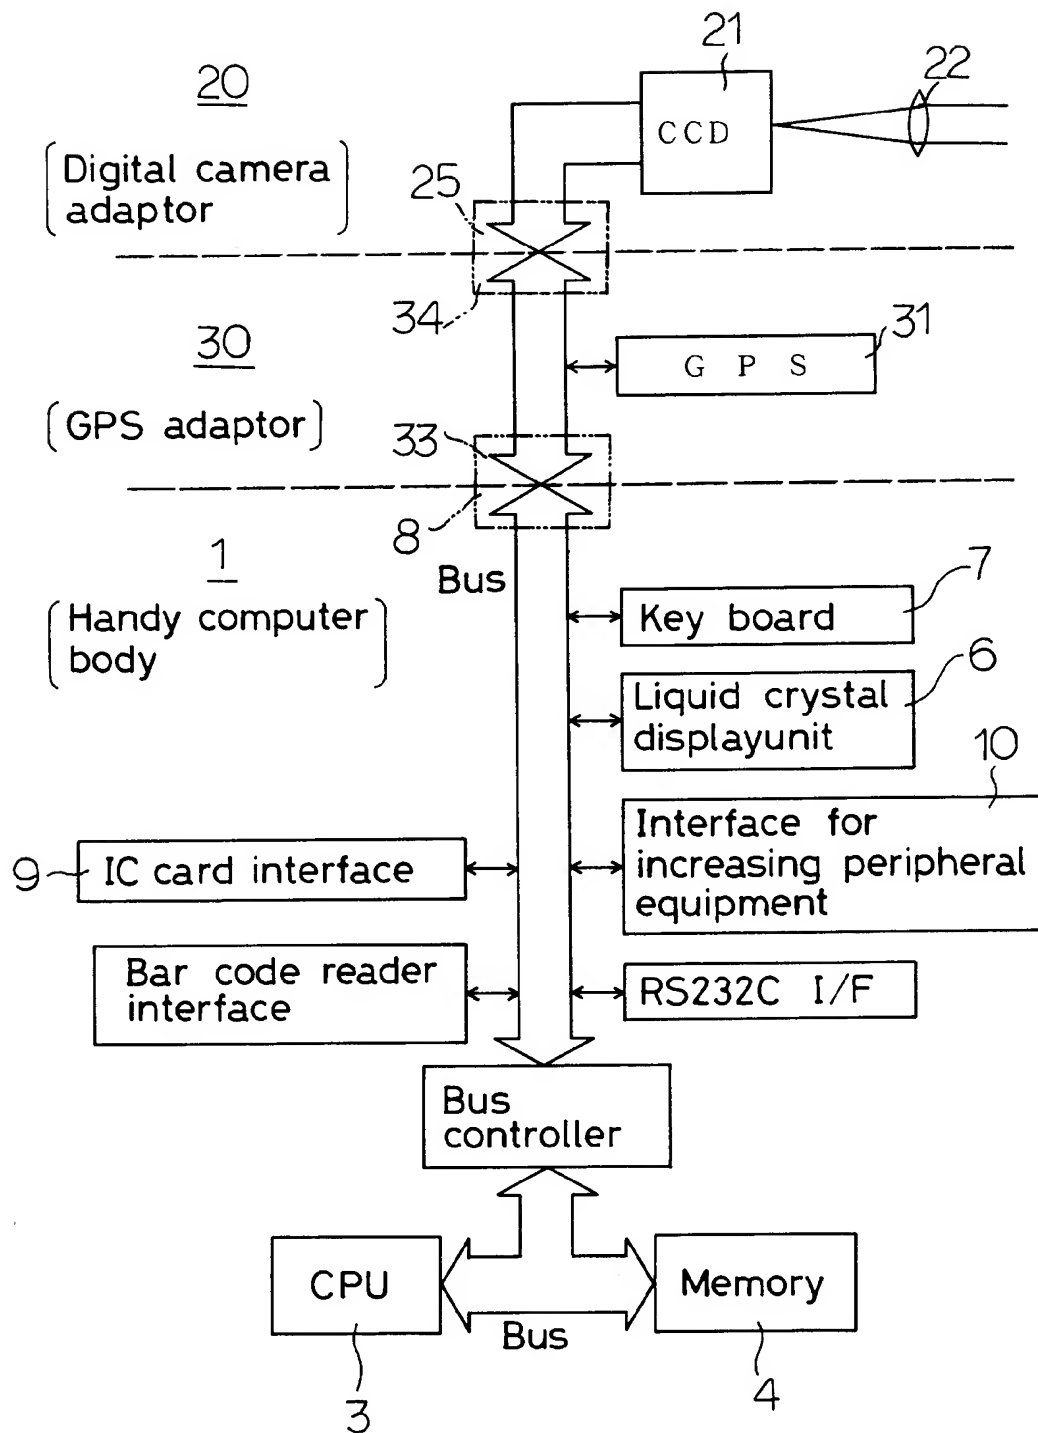 21
22
20
CCD
Digital camera
adaptor
25
34
31
30
G P S
GPS adaptor
33
8
1
Bus
7
Handy computer
body
Key board
6
Liquid crystal
displayunit
10
Interface for
increasing peripheral
equipment
9
IC card interface
Bar code reader
interface
RS232C I/F
Bus
controller
CPU
Memory
Bus
3
4